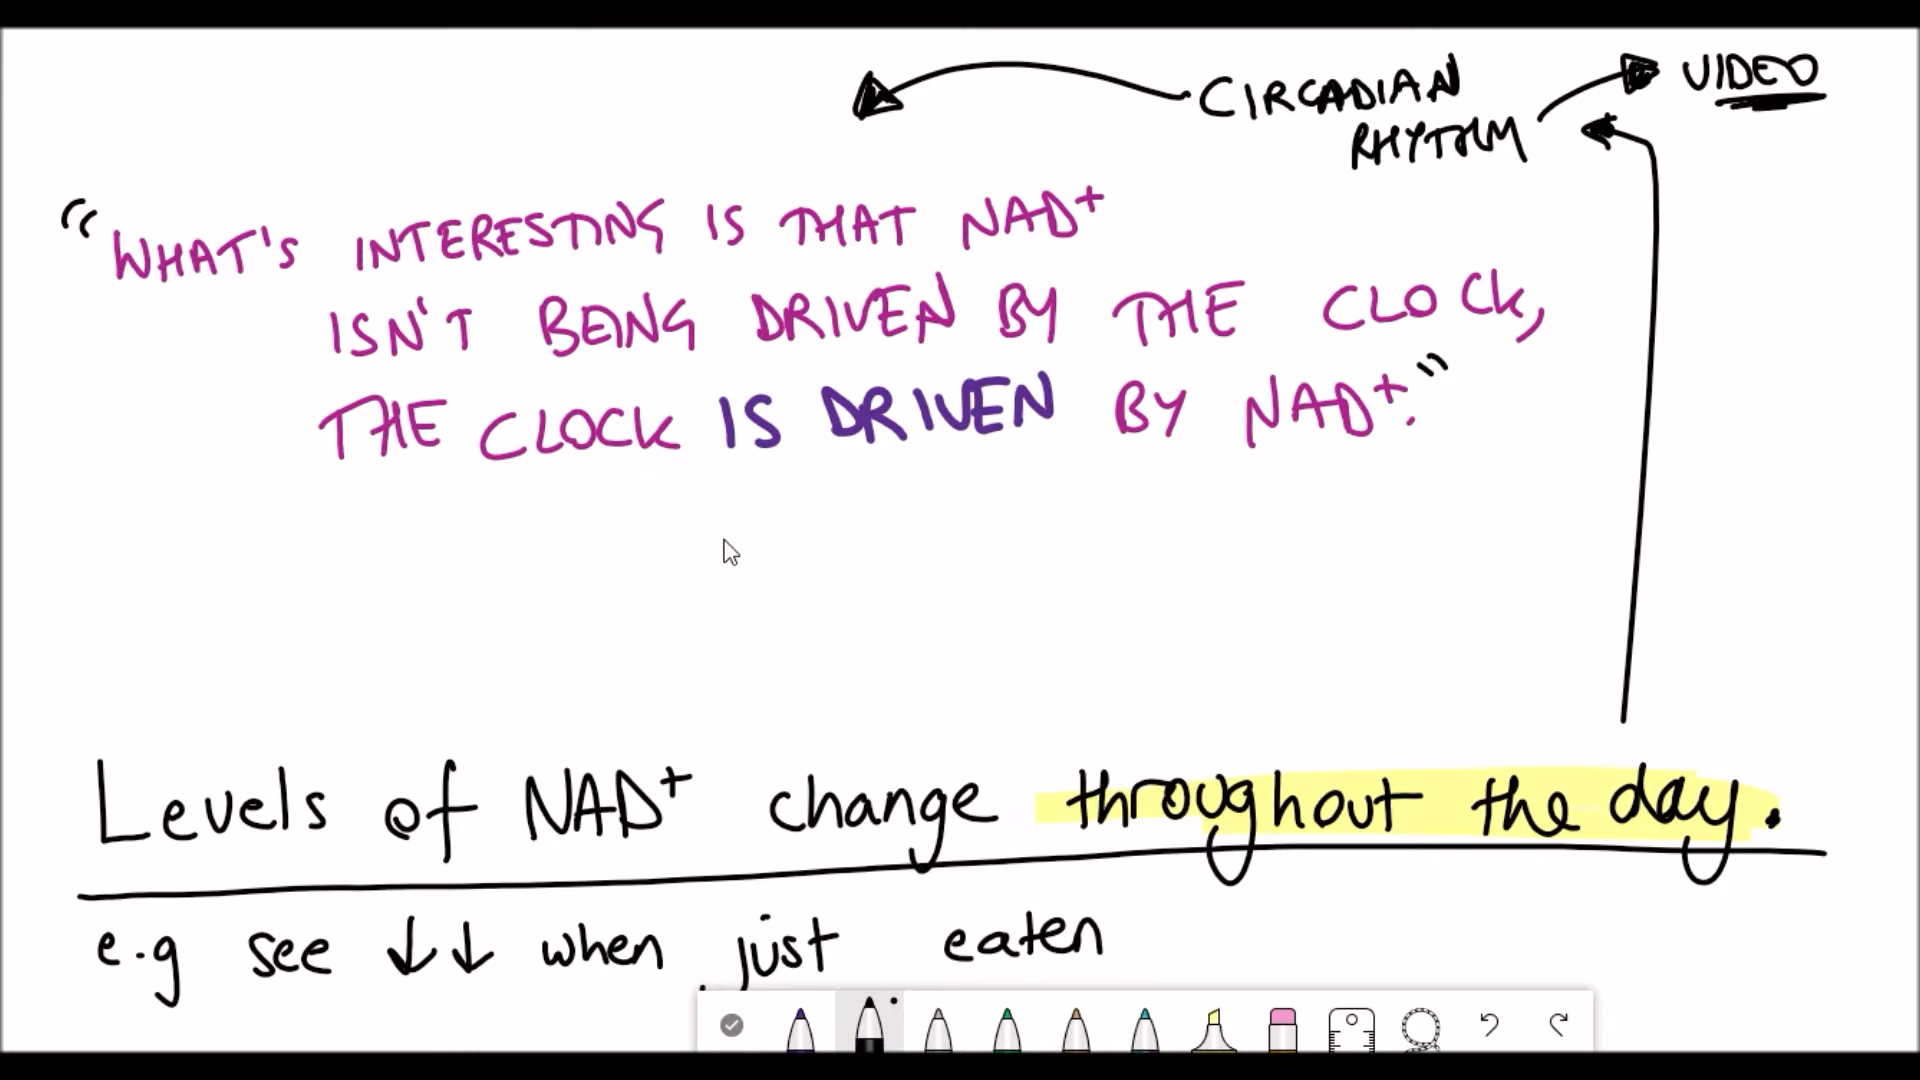 CIRCADIAN
RHYTHM
VIDEO
"WHAT'S INTERESTING IS THAT NAD+
ISN'T BEING DRIVEN BY THE CLOCK,
THE CLOCK IS DRIVEN BY NAD+."
Levels of NAD+ change throughout the day.
e.g see ↓↓ when just eaten